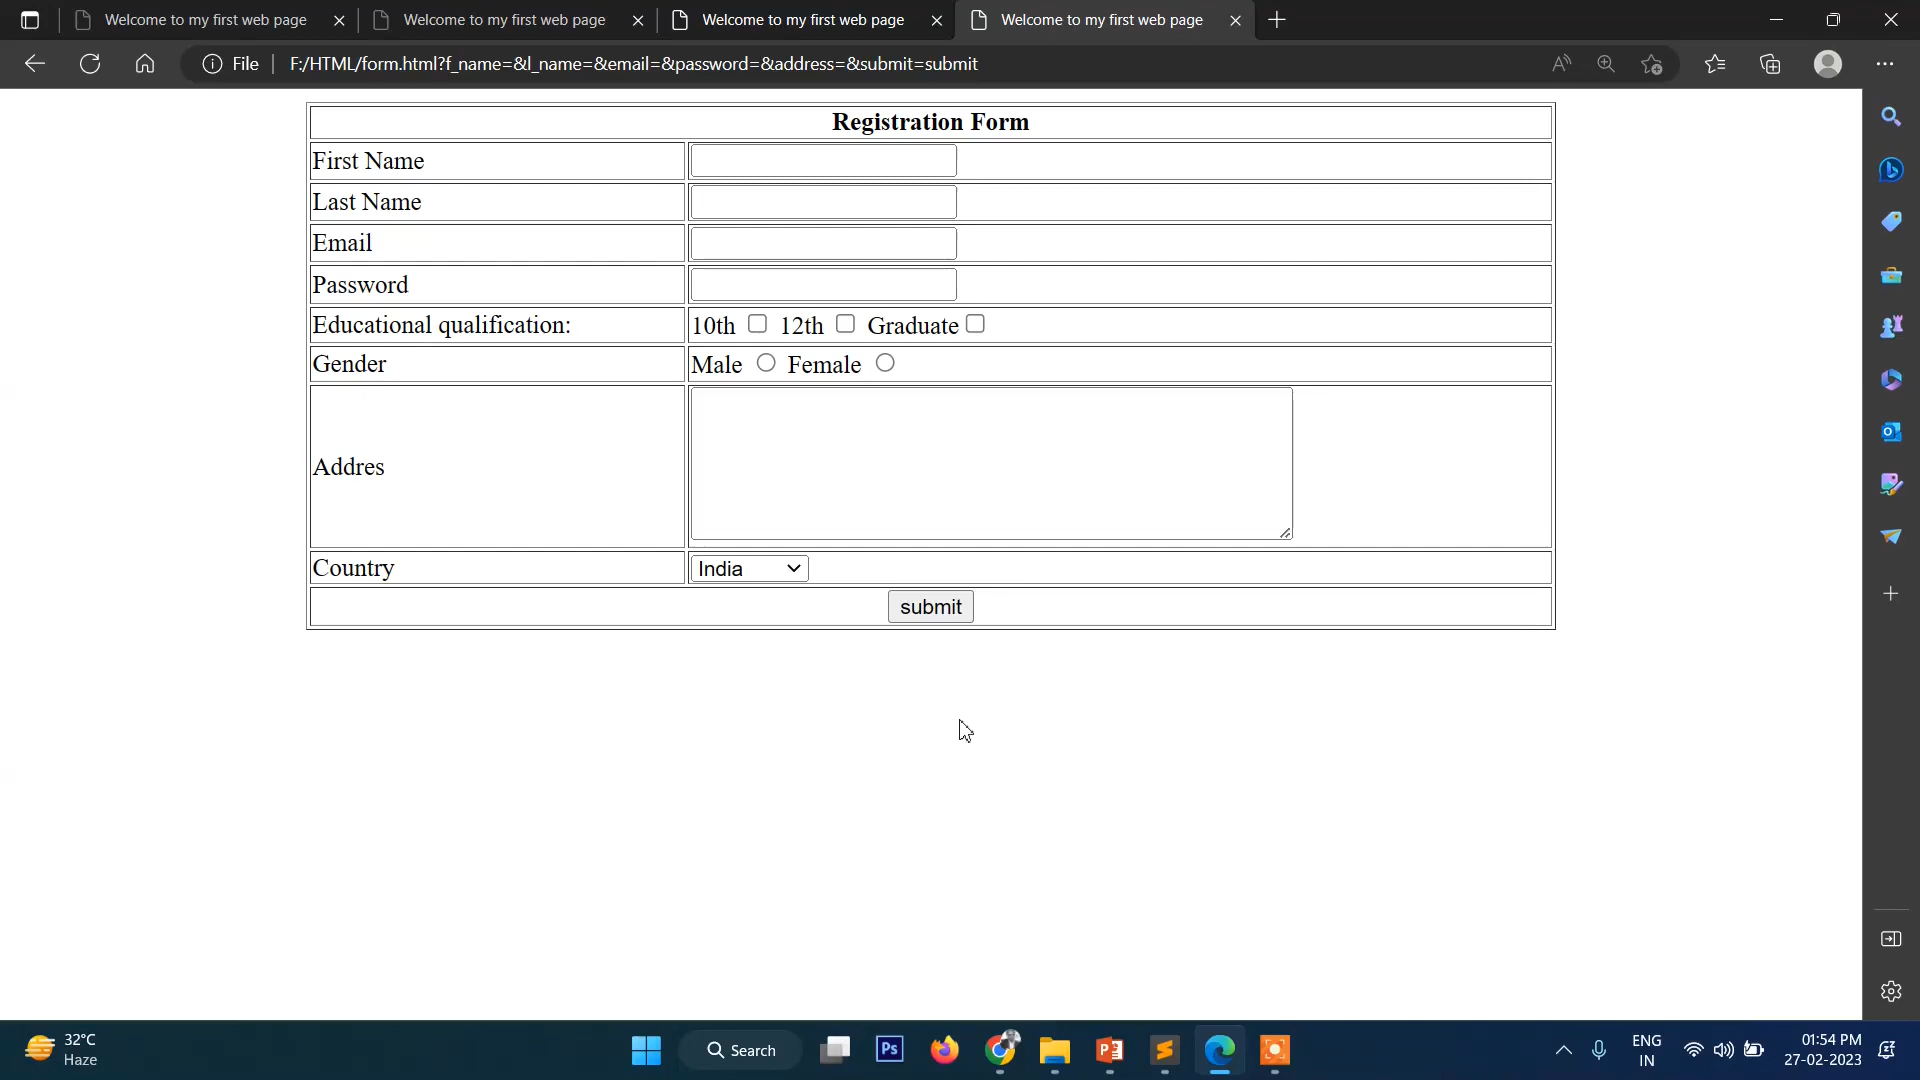 Welcome to my first web page
Welcome to my first web page
Welcome to my first web page
Welcome to my first web page
File
F:/HTML/form.html?f_name=&l_name=&email=&password=&address=&submit=submit
Registration Form
First Name
Last Name
Email
Password
Educational qualification:
10th 12th Graduate
Gender
Male Female
Addres
Country
India
submit
32°C
Haze
Search
Ps
ENG
IN
01:54 PM
27-02-2023